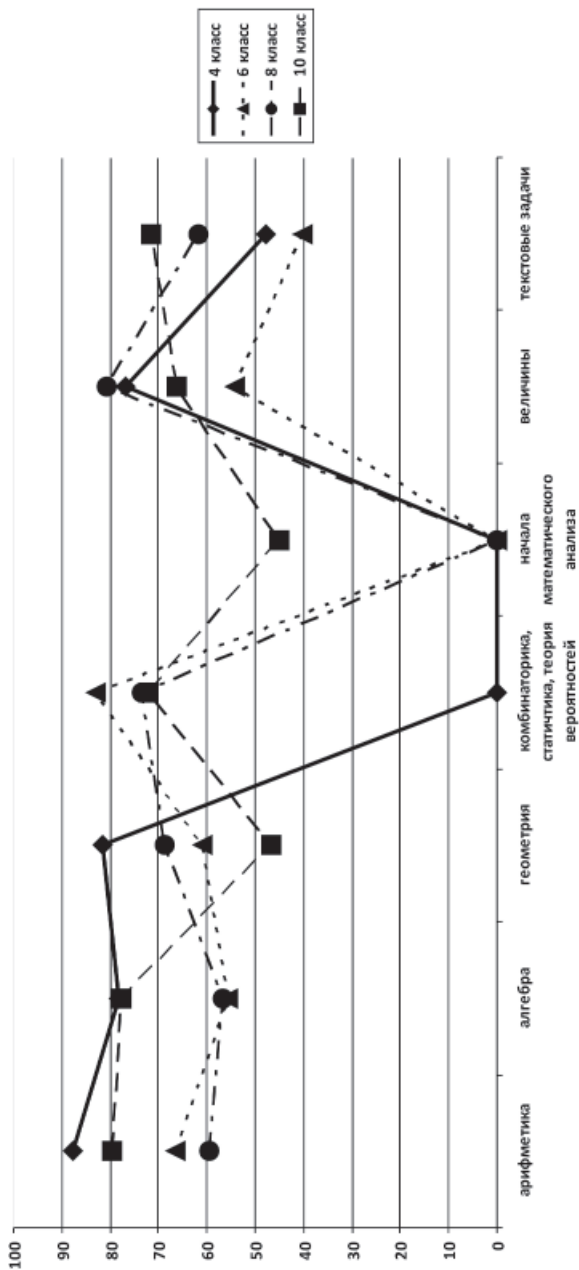 4 класс
6 класс
8 класс
10 класс
100
90
80
70
60
50
40
30
20
10
0
арифметика
алгебра
геометрия
комбинаторика,
статичтика, теория
вероятностей
начала
математического
анализа
величины
текстовые задачи